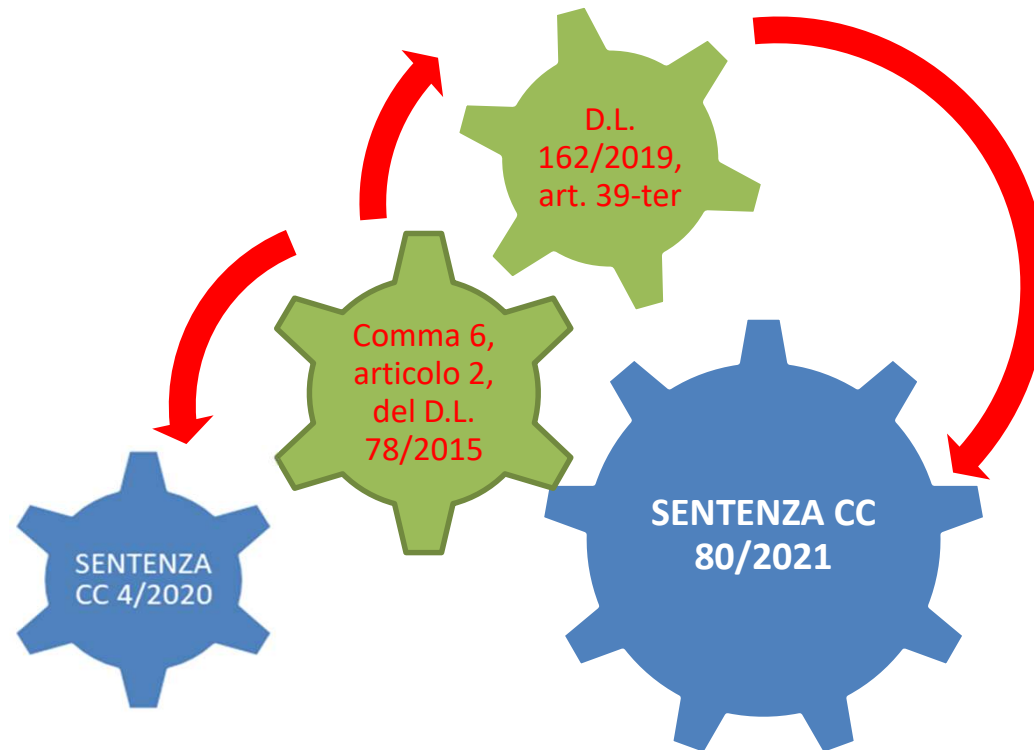 D.L.
162/2019,
art. 39-ter
Comma 6,
articolo 2,
del D.L.
78/2015
SENTENZA CC
80/2021
SENTENZA
CC 4/2020